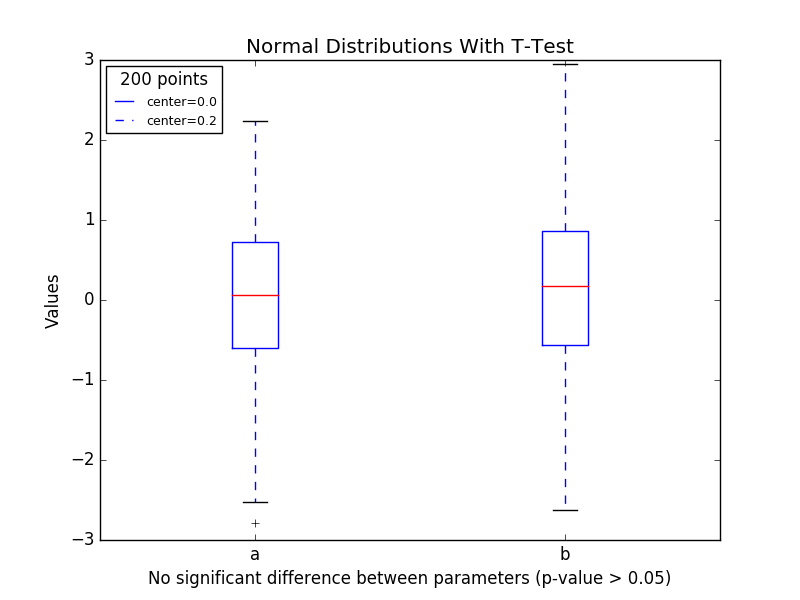 Normal Distributions With T-Test
200 points
center=0.0
center=0.2
3
2
1
0
−1
−2
−3
Values
a b
No significant difference between parameters (p-value > 0.05)